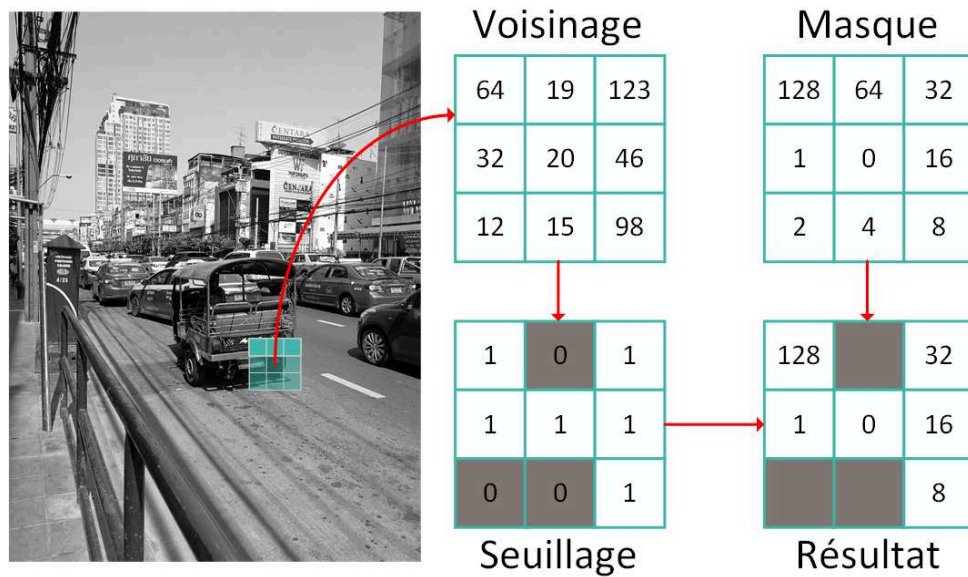 Voisinage
Masque
64 19 123
32 20 46
12 15 98
128 64 32
1 0 16
2 4 8
1 0 1
1 1 1
0 0 1
128 32
1 0 16
8
Seuillage
Résultat
CENTARA
CENTARA